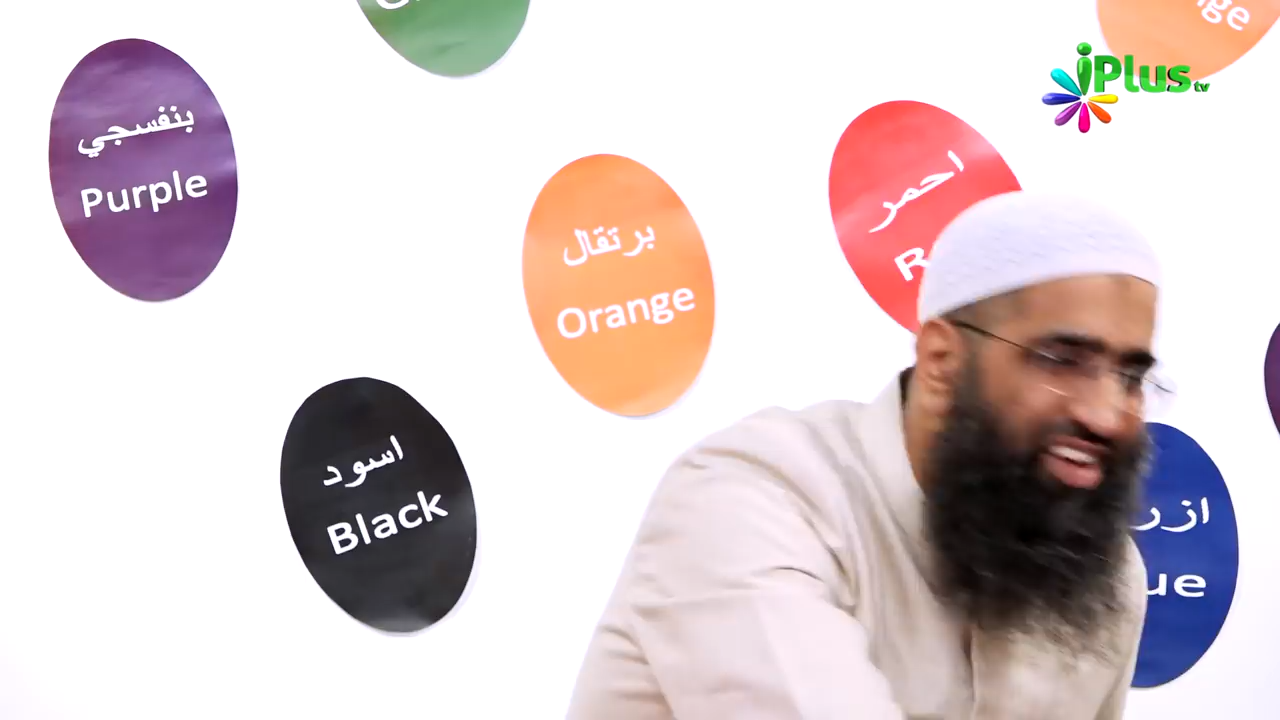 iPlus tv
بنفسجي
Purple
برتقال
Orange
احمر
اسود
Black